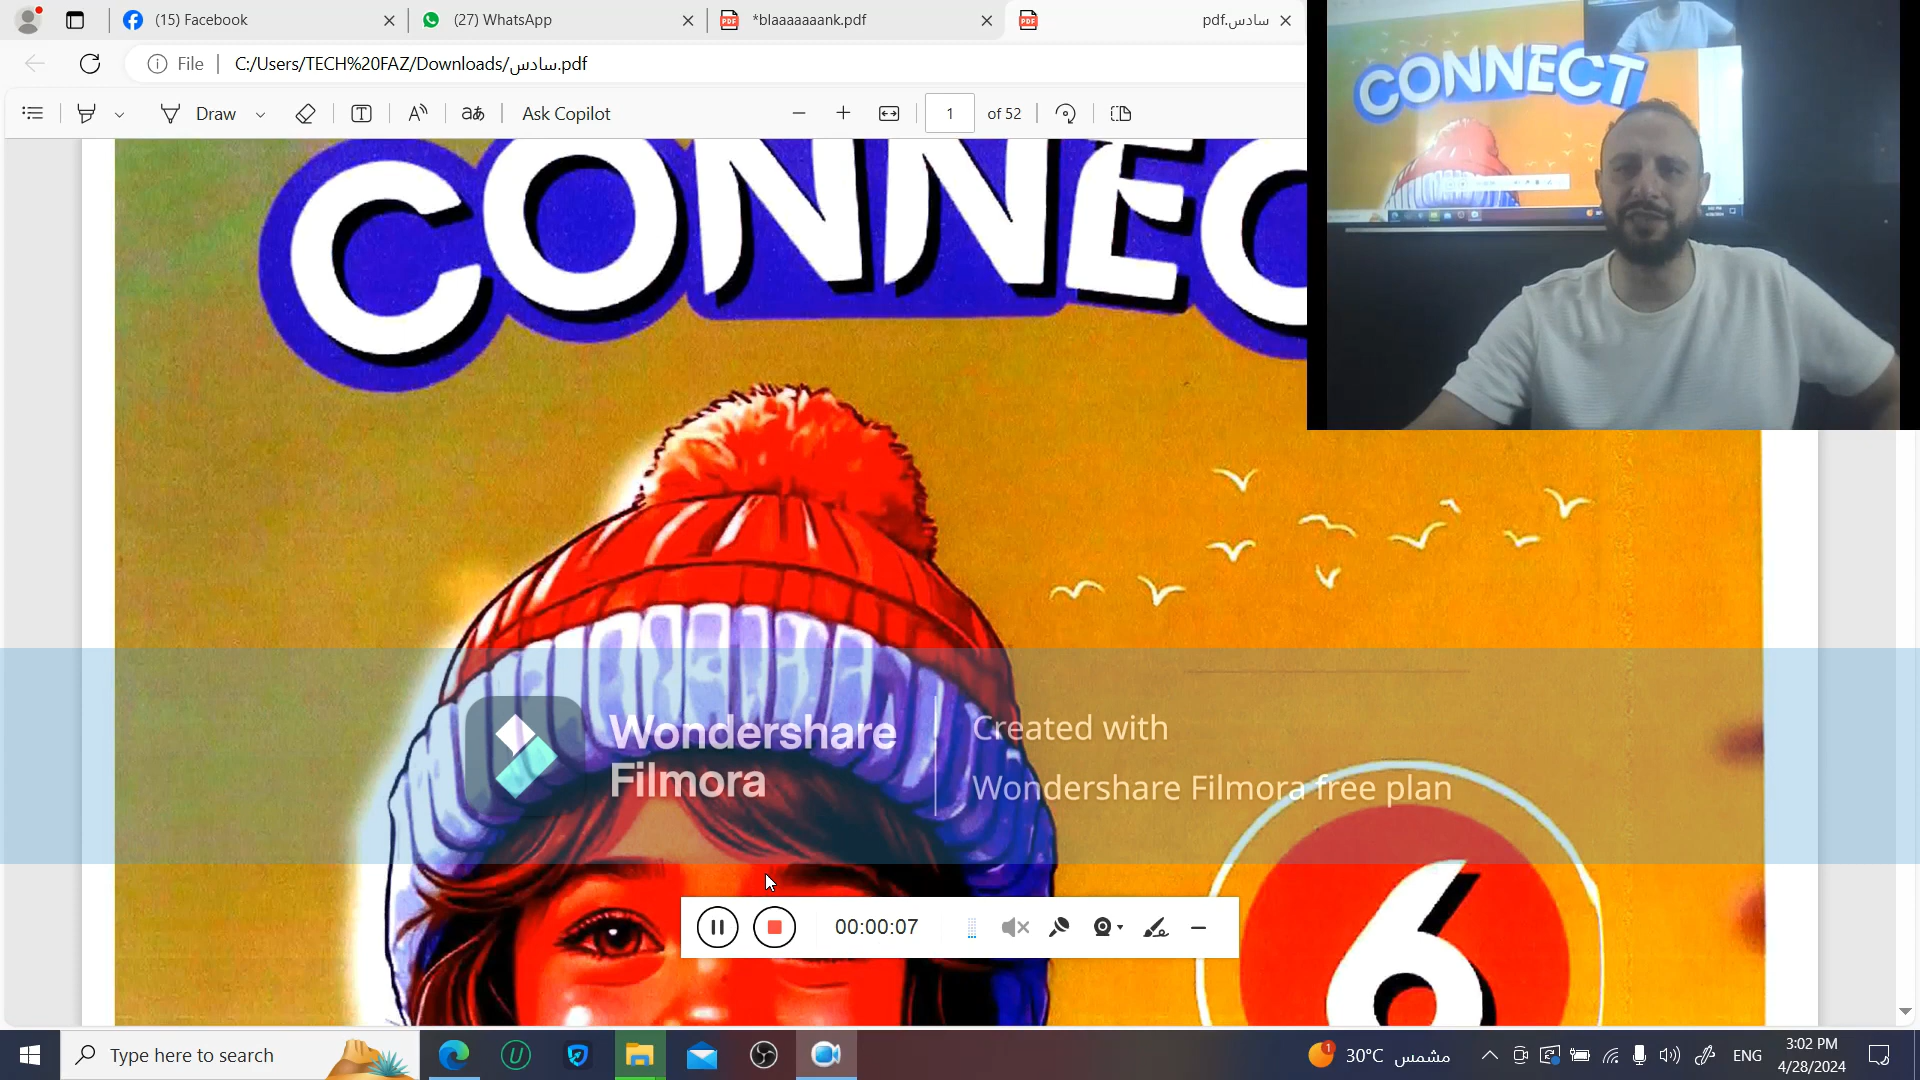 (15) Facebook
(27) WhatsApp
*blaaaaaaank.pdf
سادس.pdf
File
C:/Users/TECH%20FAZ/Downloads/سادس.pdf
Draw
Ask Copilot
1 of 52
CONNECT
CONNEC
Wondershare
Filmora
Created with
Wondershare Filmora free plan
6
00:00:07
Type here to search
1
30°C مشمس
ENG
3:02 PM
4/28/2024